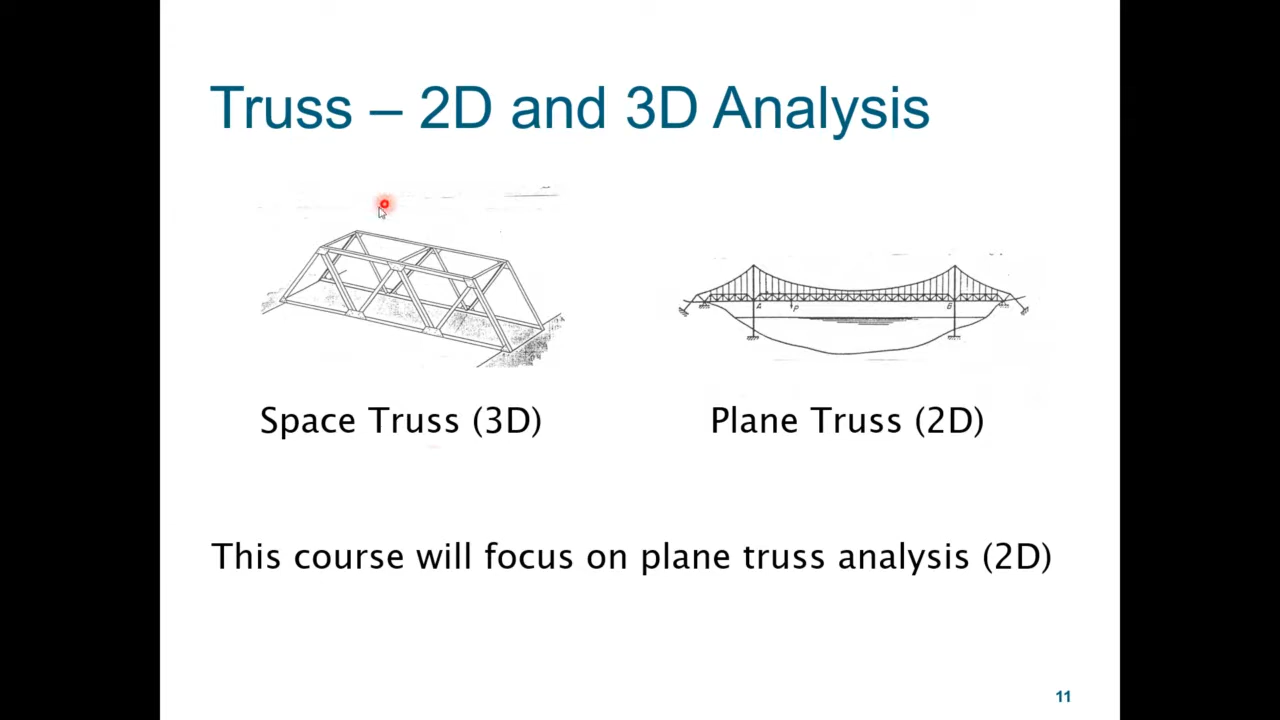 Truss – 2D and 3D Analysis
Space Truss (3D)
Plane Truss (2D)
This course will focus on plane truss analysis (2D)
11